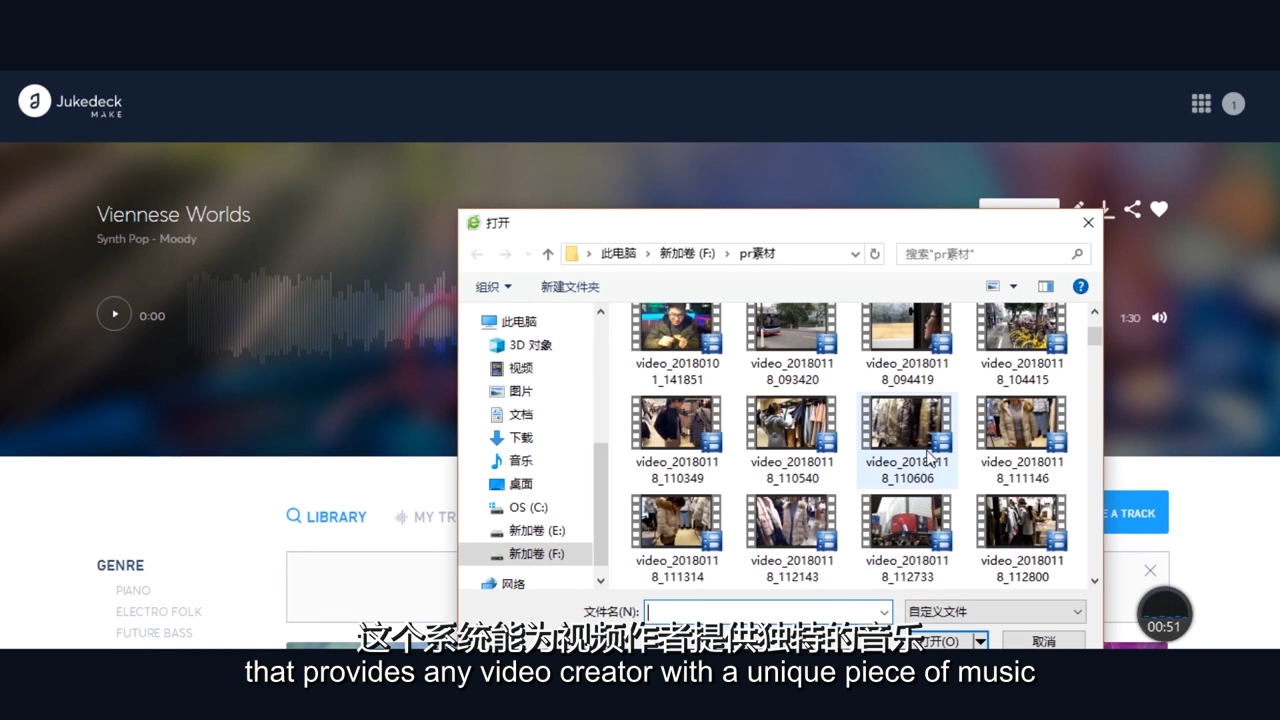 Jukedeck
MAKE
1
Viennese Worlds
Synth Pop - Moody
0:00
1:30
打开
此电脑 › 新加卷 (F:) › pr素材
搜索"pr素材"
组织
新建文件夹
此电脑
3D 对象
视频
图片
文档
下载
音乐
桌面
OS (C:)
新加卷 (E:)
新加卷 (F:)
网络
video_2018010
1_141851
video_2018011
8_093420
video_2018011
8_094419
video_2018011
8_104415
video_2018011
8_110349
video_2018011
8_110540
video_2018011
8_110606
video_2018011
8_111146
video_2018011
8_111314
video_2018011
8_112143
video_2018011
8_112733
video_2018011
8_112800
文件名(N):
自定义文件
打开(O)
取消
LIBRARY
MY TR
E A TRACK
GENRE
PIANO
ELECTRO FOLK
FUTURE BASS
00:51
这个系统能为视频作者提供独特的音乐
that provides any video creator with a unique piece of music